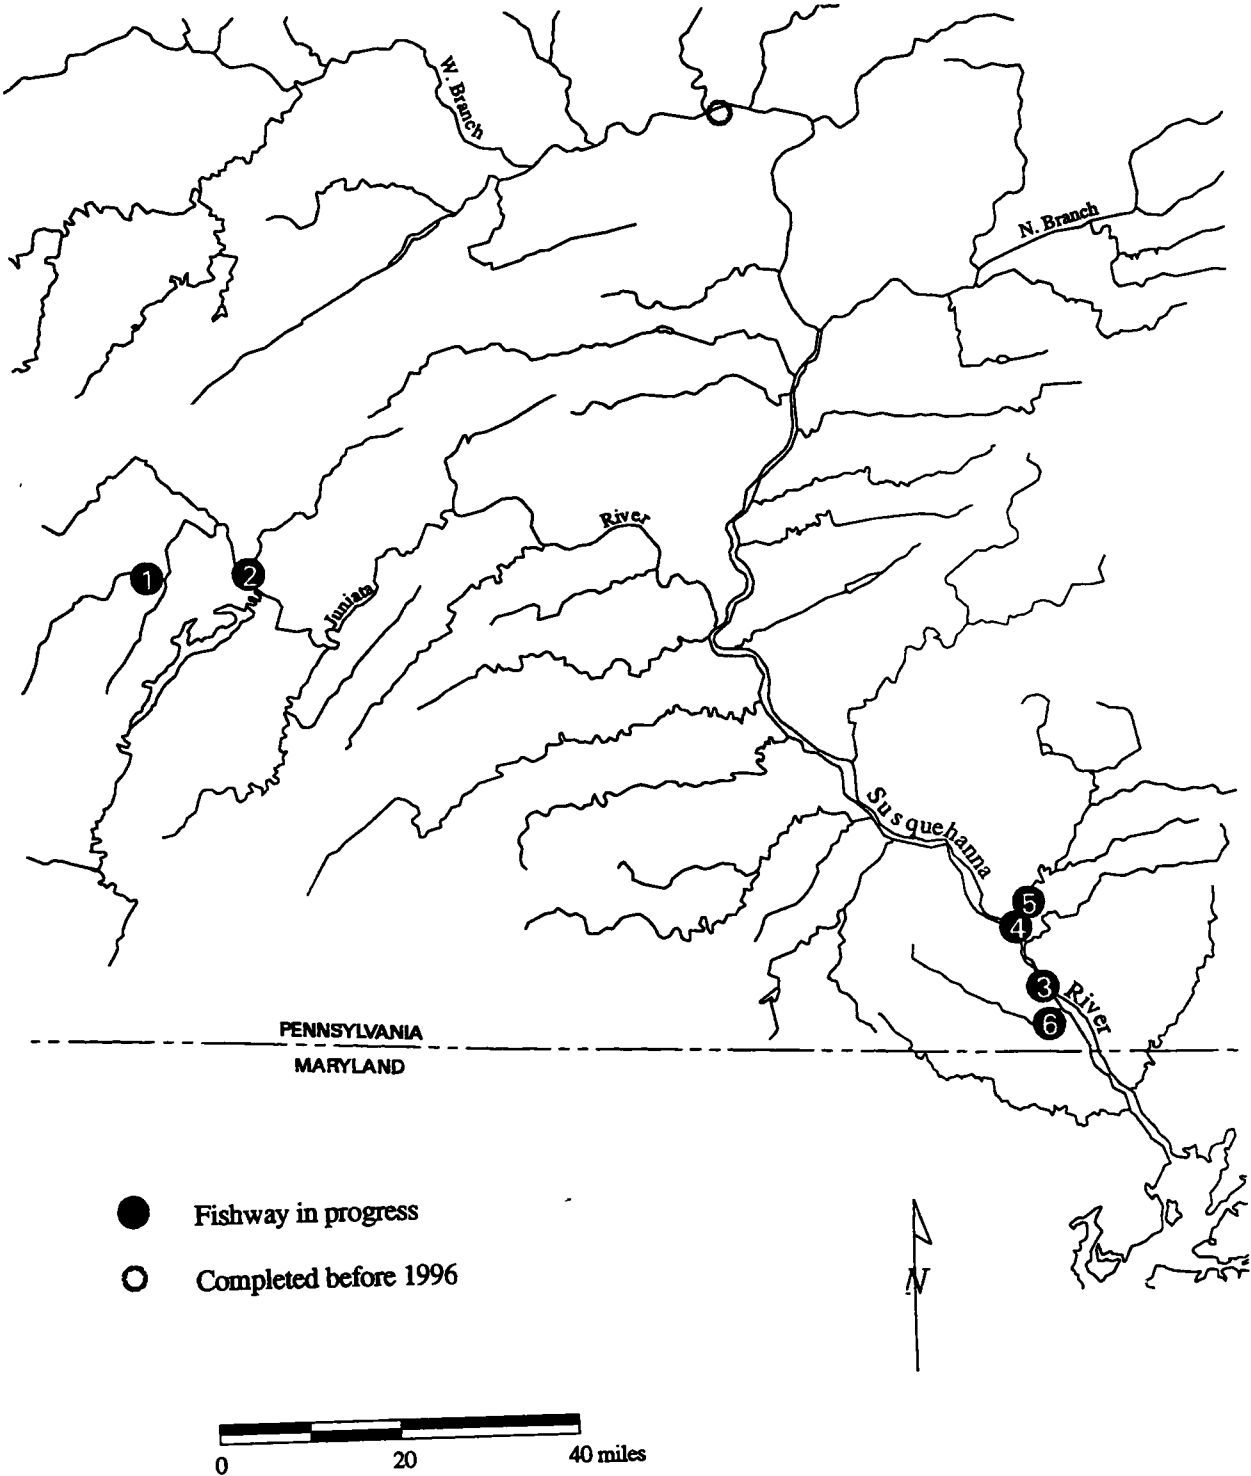 W. Branch
N. Branch
River
1
2
Juniata
Susquehanna
5
4
3
River
6
PENNSYLVANIA
MARYLAND
Fishway in progress
Completed before 1996
N
0 20 40 miles